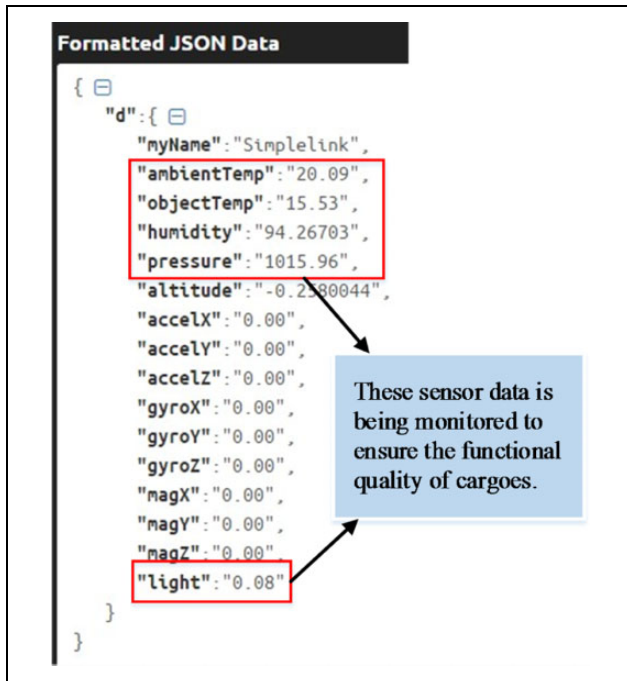 Formatted JSON Data
{
"d":{
"myName":"Simplelink",
"ambientTemp":"20.09",
"objectTemp":"15.53",
"humidity":"94.26703",
"pressure":"1015.96",
"altitude":"-0.2580044",
"accelX":"0.00",
"accelY":"0.00",
"accelZ":"0.00",
"gyroX":"0.00",
"gyroY":"0.00",
"gyroZ":"0.00",
"magX":"0.00",
"magY":"0.00",
"magZ":"0.00",
"light":"0.08"
}
}
These sensor data is
being monitored to
ensure the functional
quality of cargoes.